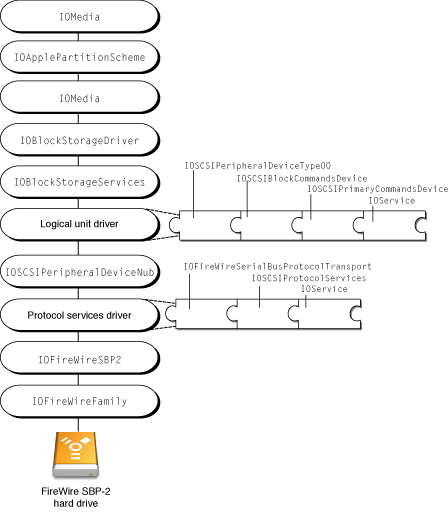 IOMedia
IOApplePartitionScheme
IOMedia
IOBlockStorageDriver
IOBlockStorageServices
Logical unit driver
IOSCSIPeripheralDeviceType00
IOSCSIBlockCommandsDevice
IOSCSIPrimaryCommandsDevice
IOService
IOSCSIPeripheralDeviceNub
Protocol services driver
IOFireWireSerialBusProtocolTransport
IOSCSIProtocolServices
IOService
IOFireWireSBP2
IOFireWireFamily
FireWire SBP-2
hard drive